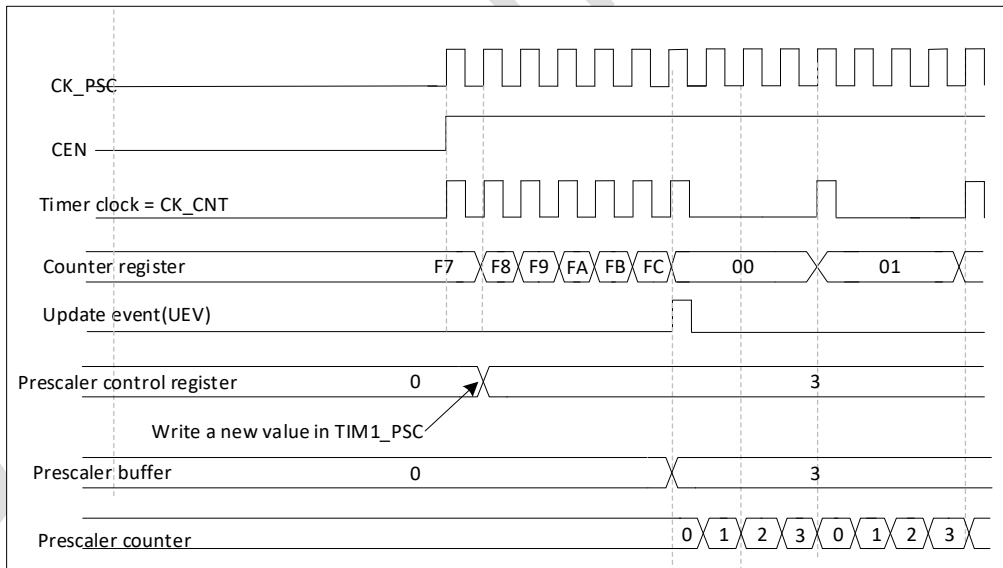 CK_PSC
CEN
Timer clock = CK_CNT
Counter register F7 F8 F9 FA FB FC 00 01
Update event(UEV)
Prescaler control register 0 3
Write a new value in TIM1_PSC
Prescaler buffer 0 3
Prescaler counter 0 1 2 3 0 1 2 3